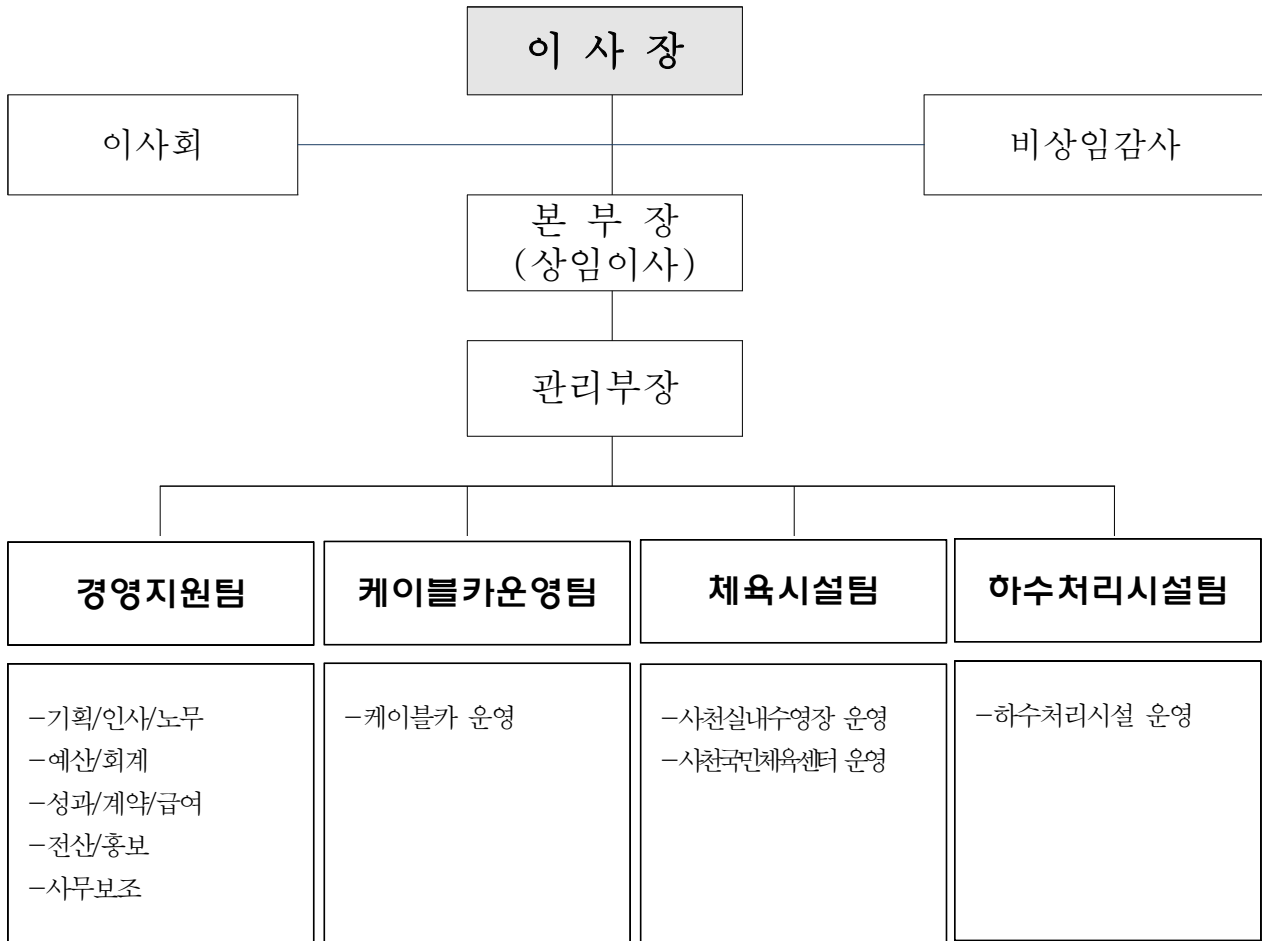 이 사 장
이사회
비상임감사
본 부 장
(상임이사)
관리부장
경영지원팀
케이블카운영팀
체육시설팀
하수처리시설팀
-기획/인사/노무
-예산/회계
-성과/계약/급여
-전산/홍보
-사무보조
-케이블카 운영
-사천실내수영장 운영
-사천국민체육센터 운영
-하수처리시설 운영